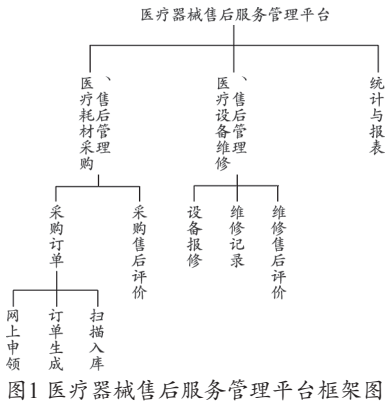 医疗器械售后服务管理平台
医疗耗材采购
、售后管理
医疗设备维修
、售后管理
统计与报表
采购订单
采购售后评价
设备报修
维修记录
维修售后评价
网上申领
订单生成
扫描入库
图1 医疗器械售后服务管理平台框架图